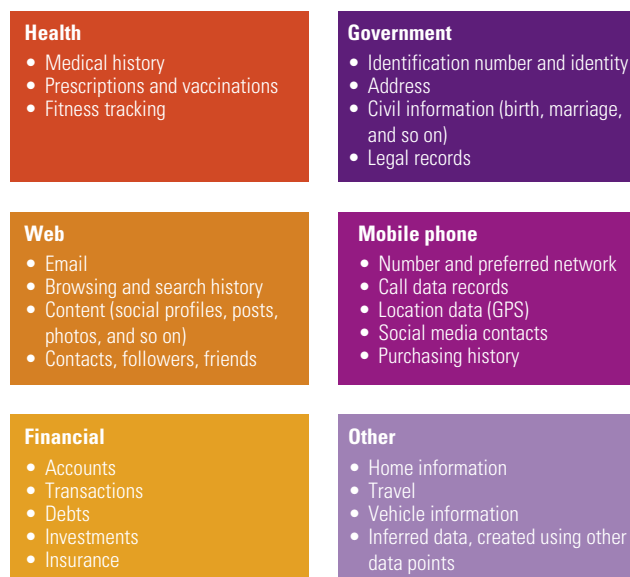 Health
• Medical history
• Prescriptions and vaccinations
• Fitness tracking
Government
• Identification number and identity
• Address
• Civil information (birth, marriage,
and so on)
• Legal records
Web
• Email
• Browsing and search history
• Content (social profiles, posts,
photos, and so on)
• Contacts, followers, friends
Mobile phone
• Number and preferred network
• Call data records
• Location data (GPS)
• Social media contacts
• Purchasing history
Financial
• Accounts
• Transactions
• Debts
• Investments
• Insurance
Other
• Home information
• Travel
• Vehicle information
• Inferred data, created using other
data points